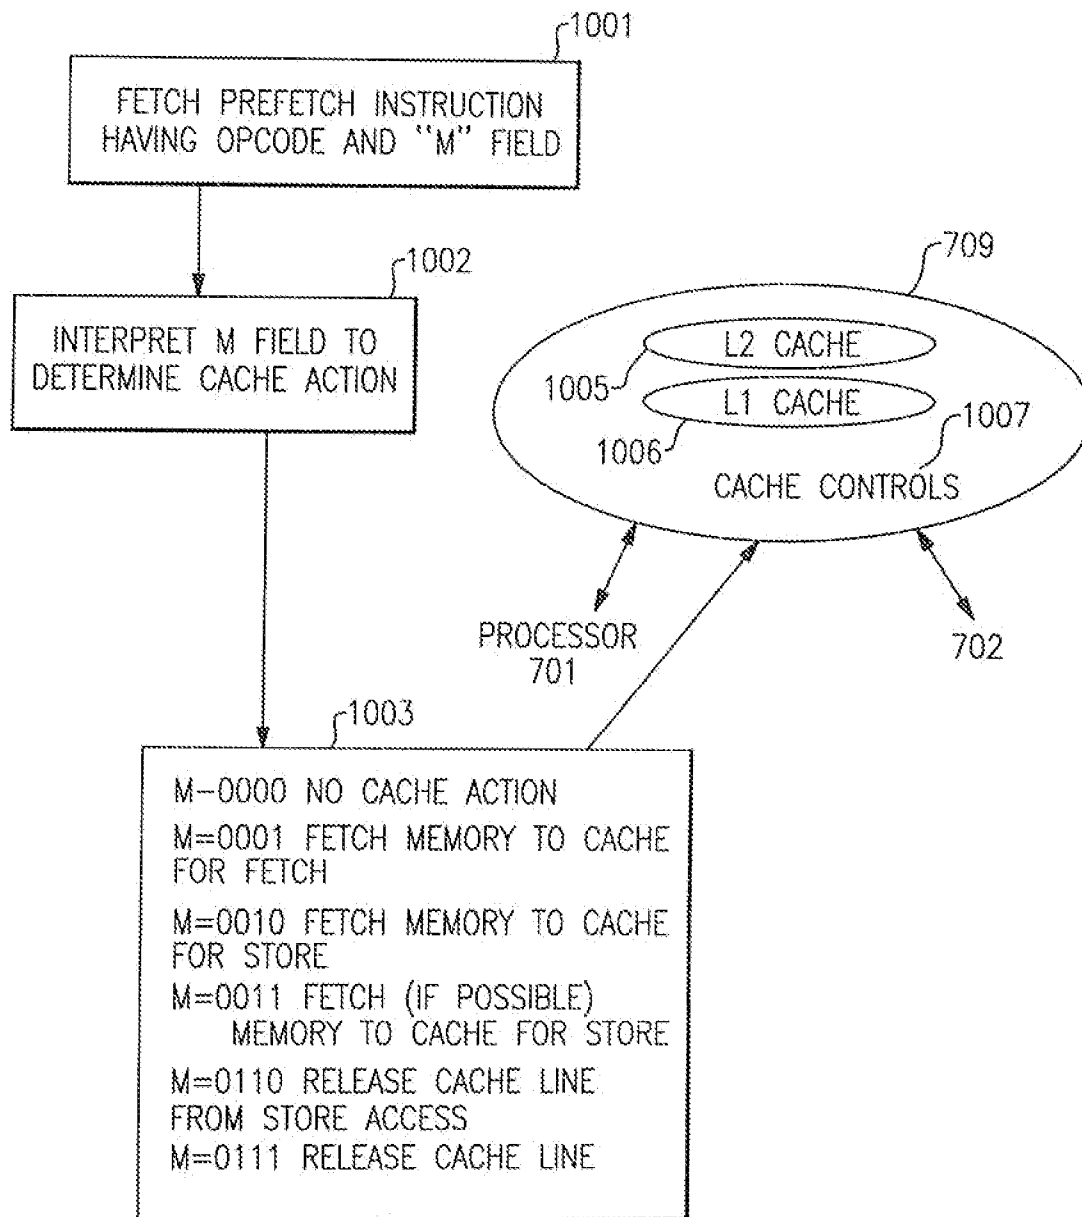 1001
FETCH PREFETCH INSTRUCTION
HAVING OPCODE AND "M" FIELD
1002
INTERPRET M FIELD TO
DETERMINE CACHE ACTION
709
L2 CACHE
1005
L1 CACHE
1006
1007
CACHE CONTROLS
PROCESSOR
701
702
1003
M-0000 NO CACHE ACTION
M=0001 FETCH MEMORY TO CACHE
FOR FETCH
M=0010 FETCH MEMORY TO CACHE
FOR STORE
M=0011 FETCH (IF POSSIBLE)
MEMORY TO CACHE FOR STORE
M=0110 RELEASE CACHE LINE
FROM STORE ACCESS
M=0111 RELEASE CACHE LINE